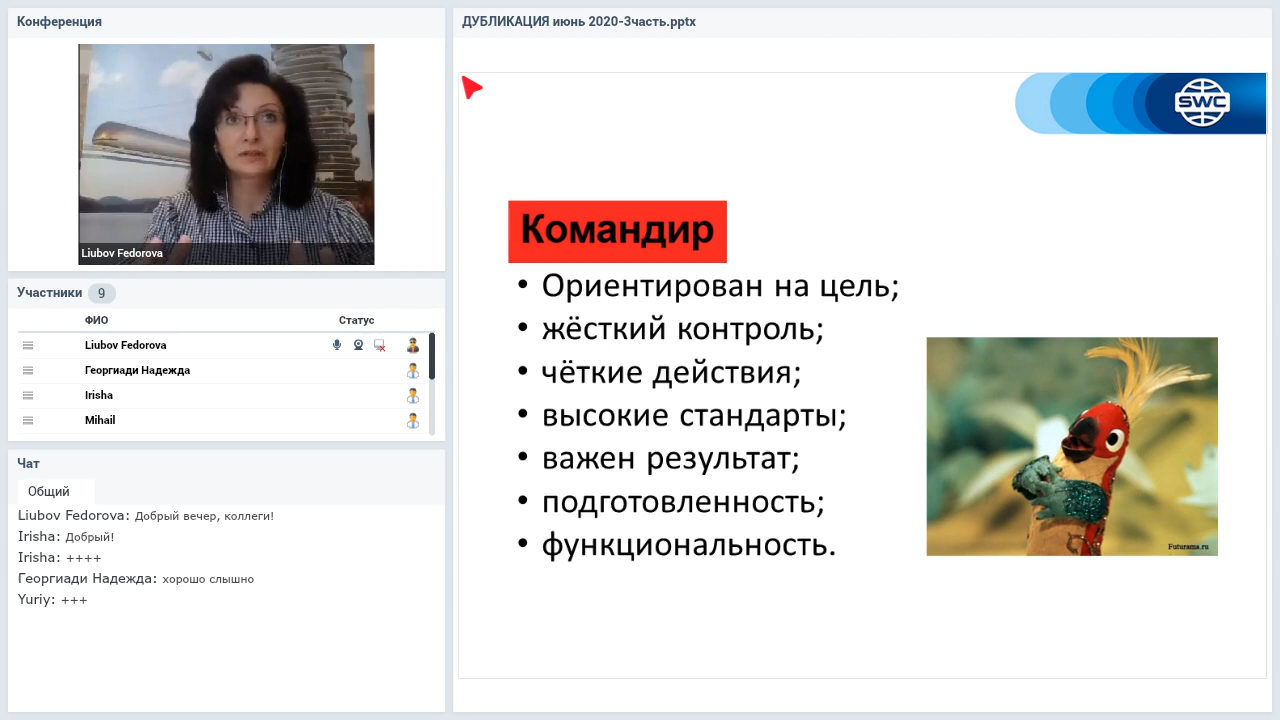 Конференция
Liubov Fedorova
Участники 9
ФИО Статус
Liubov Fedorova
Георгиади Надежда
Irisha
Mihail
Чат
Общий
Liubov Fedorova: Добрый вечер, коллеги!
Irisha: Добрый!
Irisha: ++++
Георгиади Надежда: хорошо слышно
Yuriy: +++
ДУБЛИКАЦИЯ июнь 2020-3часть.pptx
SWC
Командир
• Ориентирован на цель;
• жёсткий контроль;
• чёткие действия;
• высокие стандарты;
• важен результат;
• подготовленность;
• функциональность.
Futurama.ru